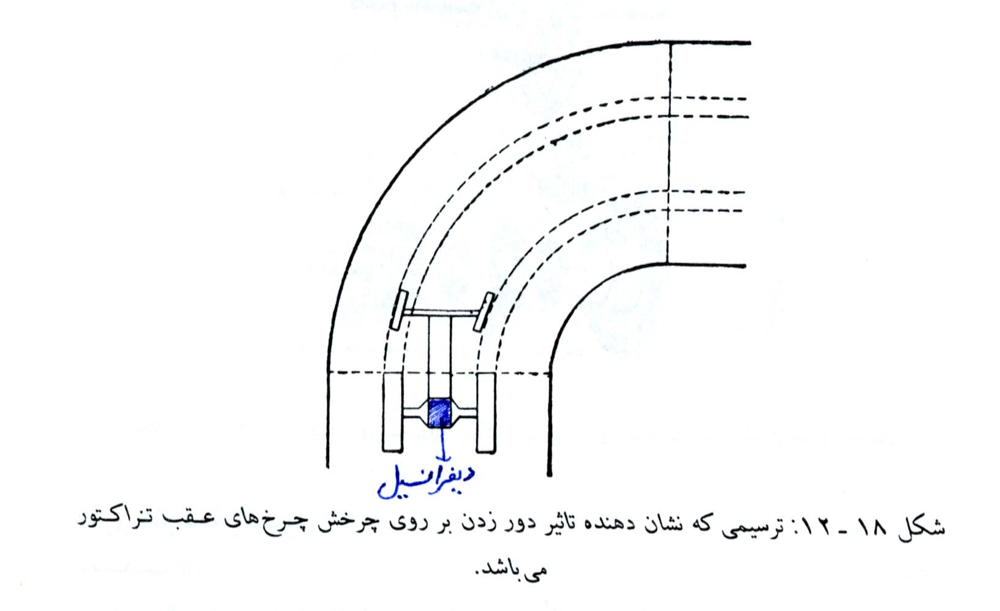 دیفرانسیل
شکل ۱۸ ـ ۱۲: ترسیمی که نشان دهنده تاثیر دور زدن بر روی چرخش چرخ‌های عقب تراکتور
می‌باشد.